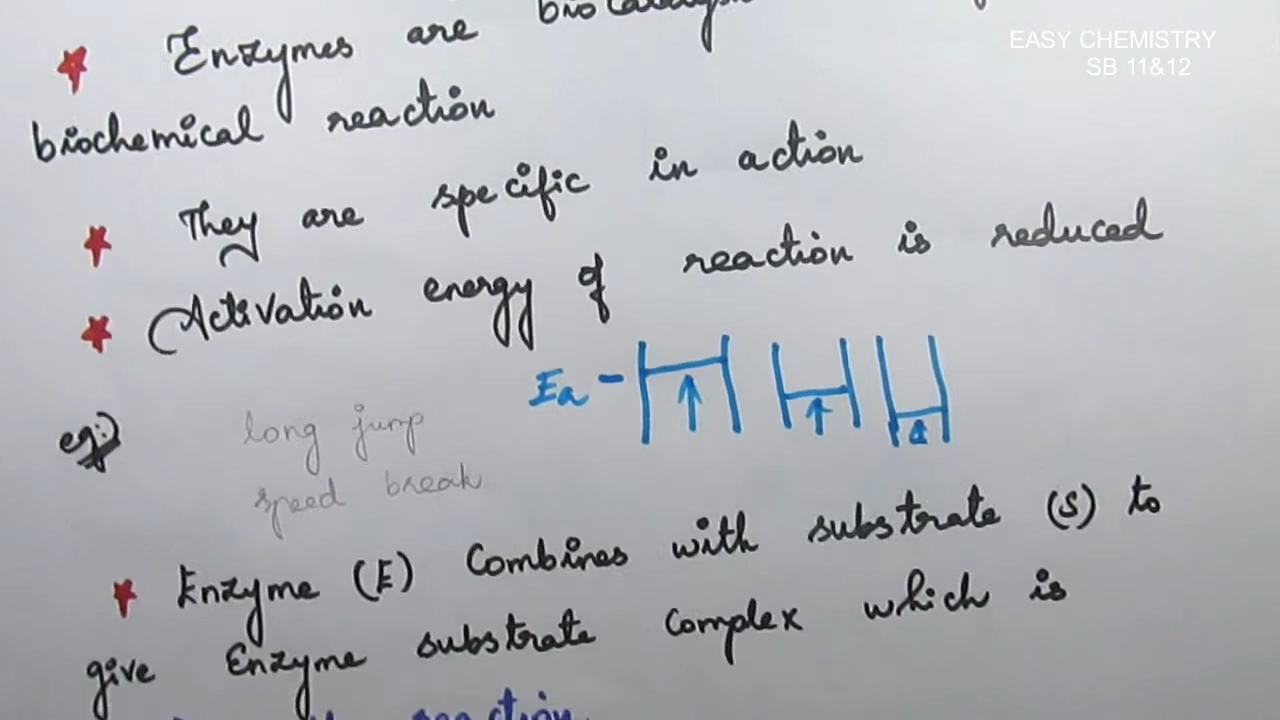 EASY CHEMISTRY
SB 11&12
Enzymes are
biochemical reaction
They are specific in action
Activation energy of reaction is reduced
Ea -
eg:)
long jump
speed break
Enzyme (E) Combines with substrate (S) to
give Enzyme substrate complex which is
reaction